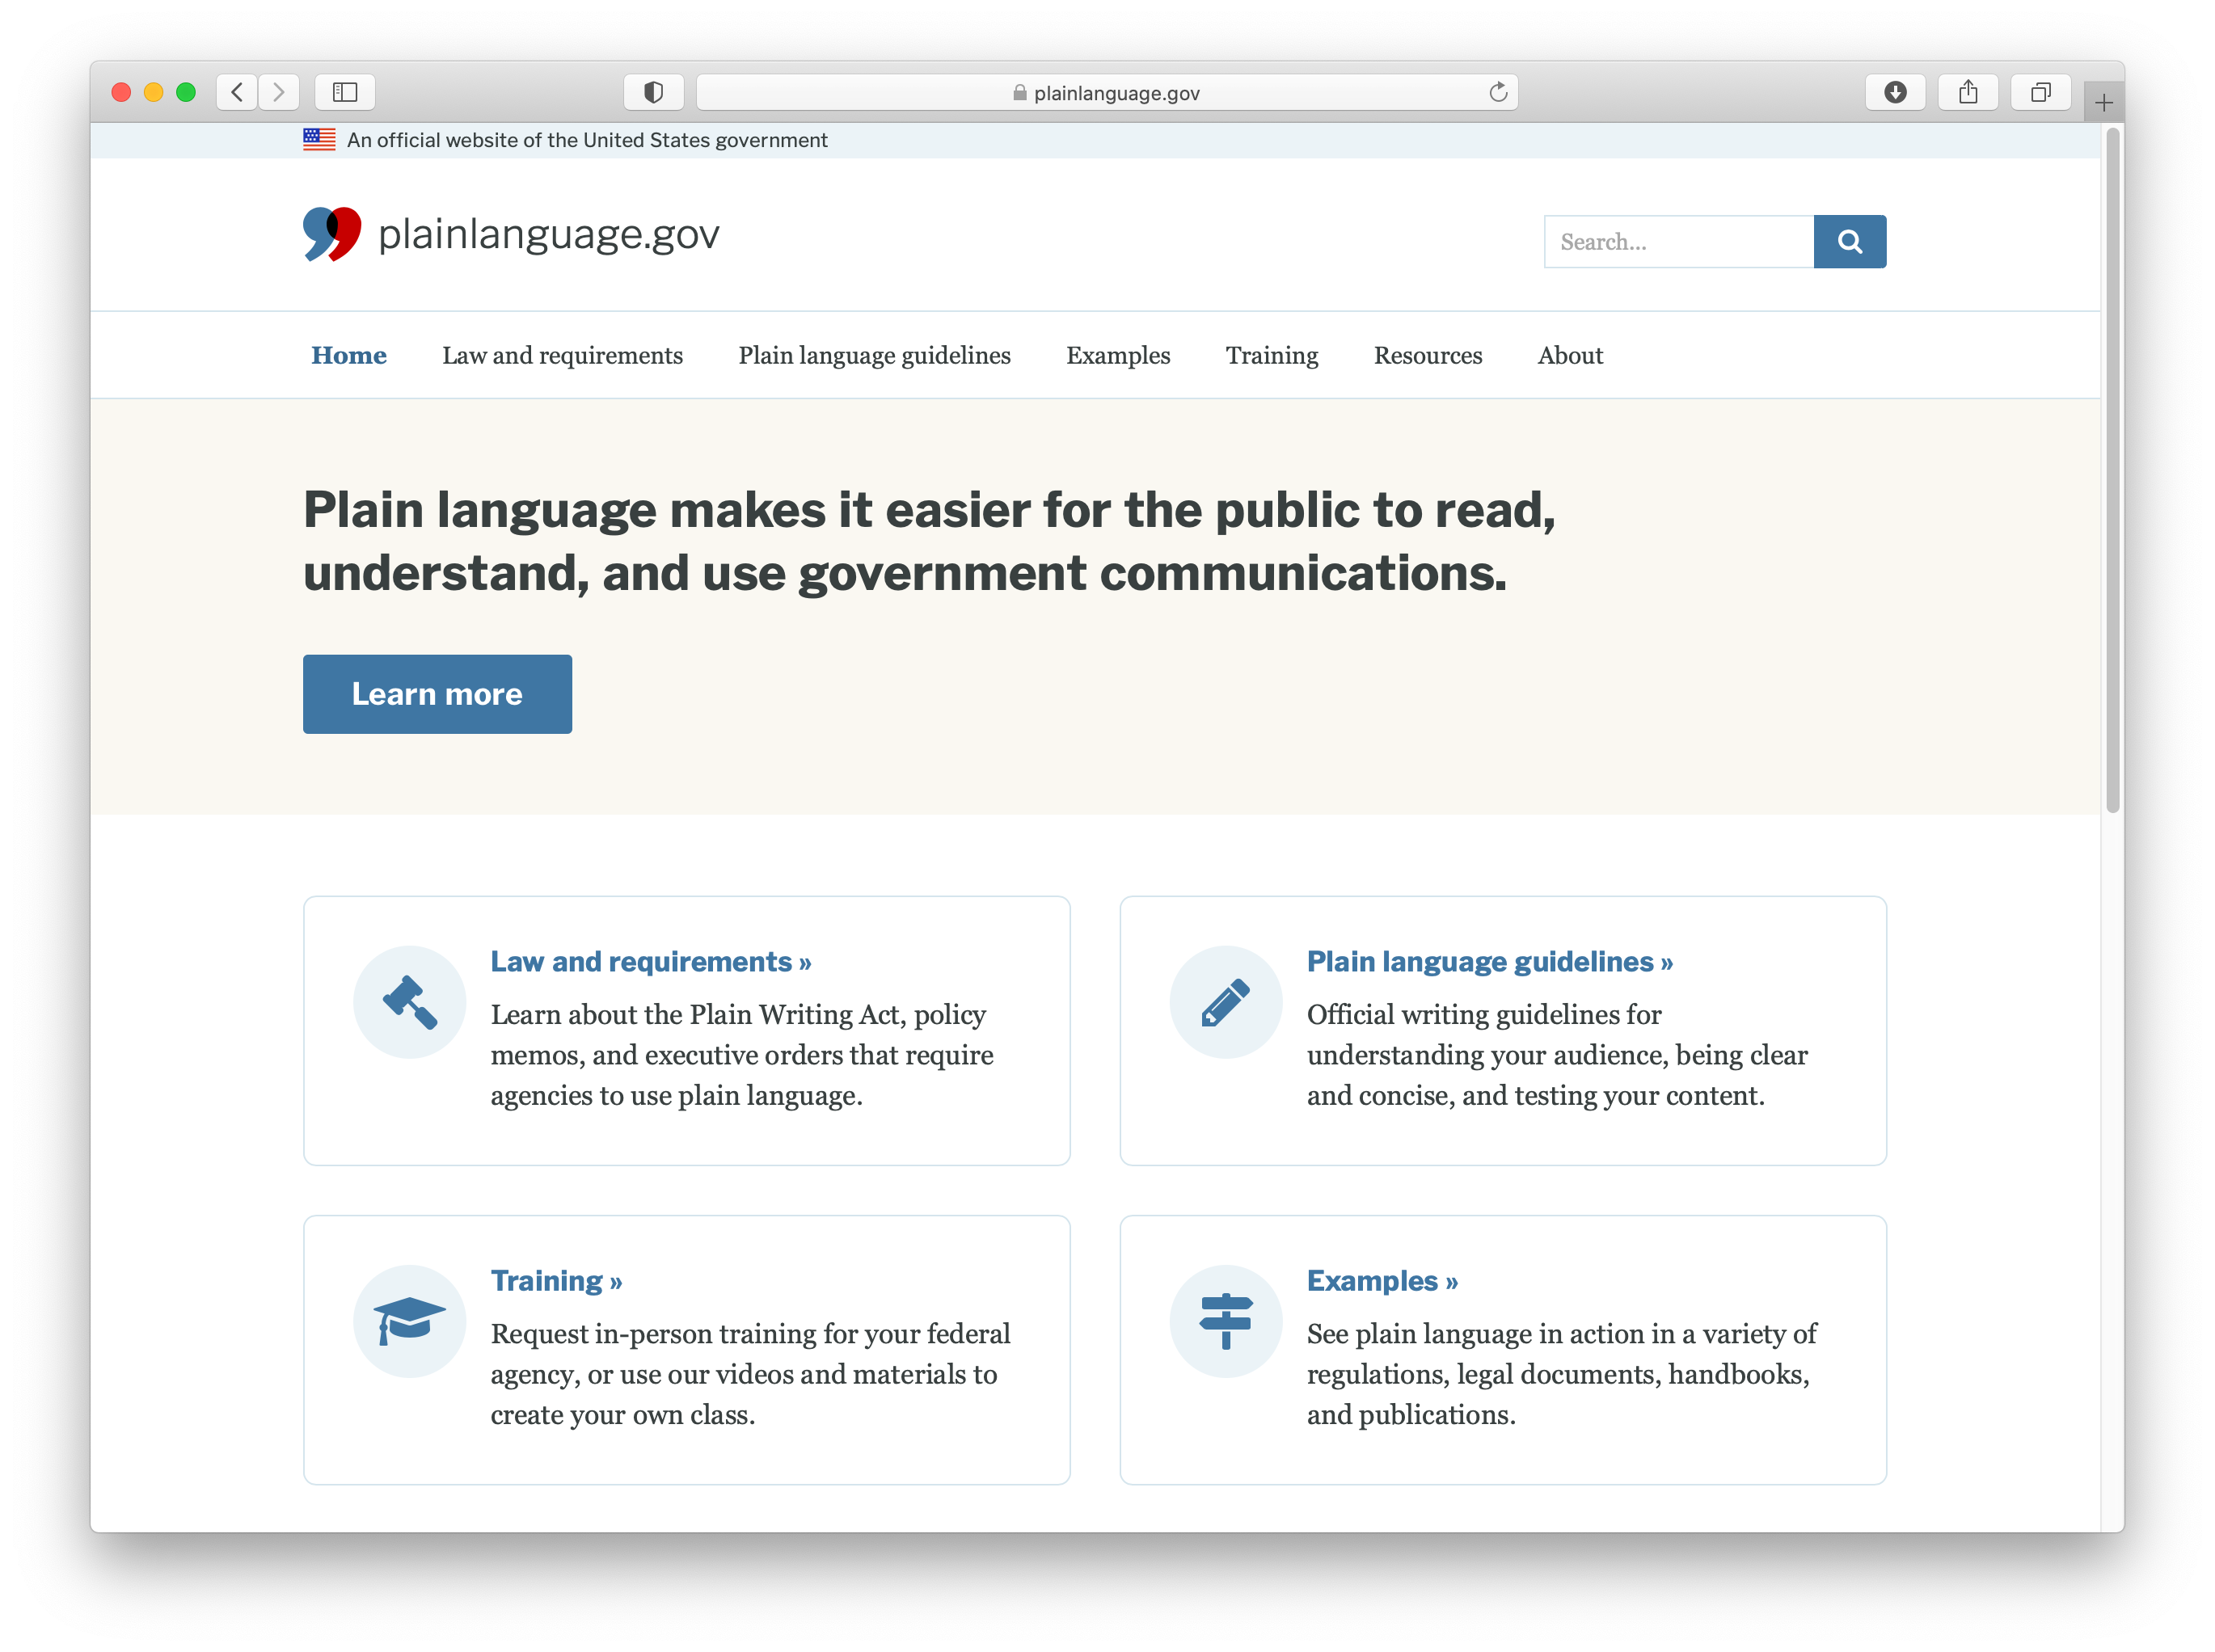 plainlanguage.gov
An official website of the United States government
plainlanguage.gov
Search...
Home Law and requirements Plain language guidelines Examples Training Resources About
Plain language makes it easier for the public to read,
understand, and use government communications.
Learn more
Law and requirements »
Learn about the Plain Writing Act, policy
memos, and executive orders that require
agencies to use plain language.
Plain language guidelines »
Official writing guidelines for
understanding your audience, being clear
and concise, and testing your content.
Training »
Request in-person training for your federal
agency, or use our videos and materials to
create your own class.
Examples »
See plain language in action in a variety of
regulations, legal documents, handbooks,
and publications.